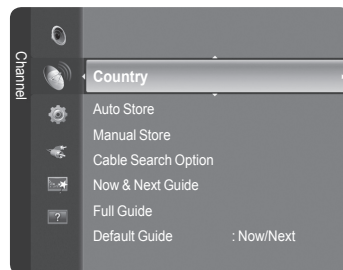 Channel
Country
Auto Store
Manual Store
Cable Search Option
Now & Next Guide
Full Guide
Default Guide : Now/Next
?